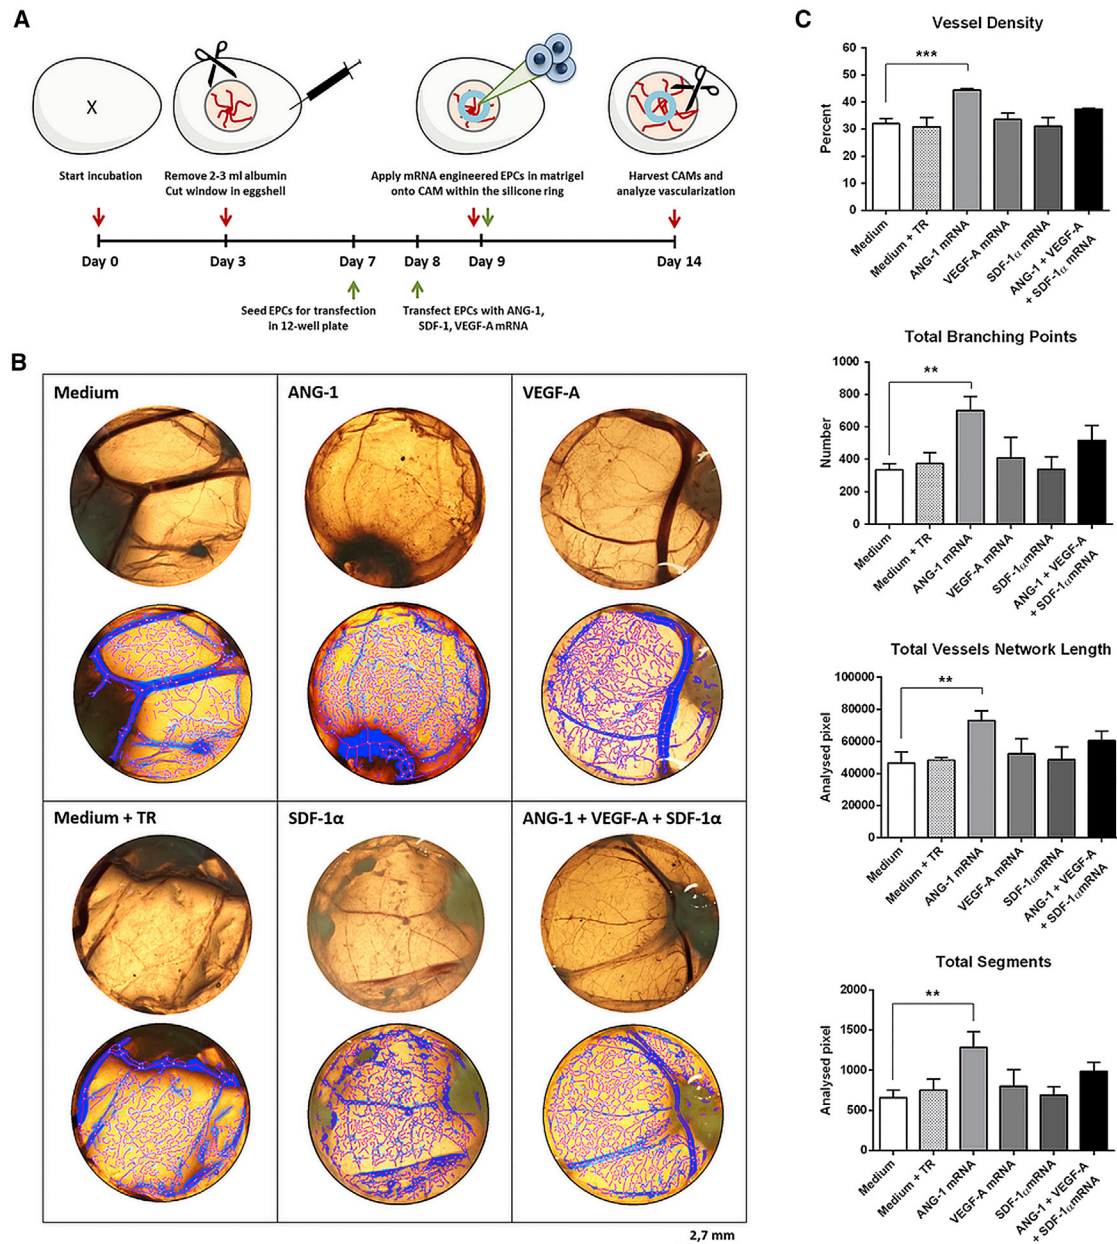 A
X
Start incubation
Remove 2-3 ml albumin
Cut window in eggshell
Apply mRNA engineered EPCs in matrigel
onto CAM within the silicone ring
Harvest CAMs and
analyze vascularization
Day 0
Day 3
Day 7
Day 8
Day 9
Day 14
Seed EPCs for transfection
in 12-well plate
Transfect EPCs with ANG-1,
SDF-1, VEGF-A mRNA
B
Medium
ANG-1
VEGF-A
Medium + TR
SDF-1α
ANG-1 + VEGF-A + SDF-1α
2,7 mm
C
Vessel Density
Percent
60
50
40
30
20
10
0
***
Medium
Medium + TR
ANG-1 mRNA
VEGF-A mRNA
SDF-1α mRNA
ANG-1 + VEGF-A
+ SDF-1α mRNA
Total Branching Points
Number
1000
800
600
400
200
0
**
Medium
Medium + TR
ANG-1 mRNA
VEGF-A mRNA
SDF-1αmRNA
ANG-1 + VEGF-A
+ SDF-1αmRNA
Total Vessels Network Length
Analysed pixel
100000
80000
60000
40000
20000
0
**
Medium
Medium + TR
ANG-1 mRNA
VEGF-A mRNA
SDF-1αmRNA
ANG-1 + VEGF-A
+ SDF-1αmRNA
Total Segments
Analysed pixel
2000
1500
1000
500
0
**
Medium
Medium + TR
ANG-1 mRNA
VEGF-A mRNA
SDF-1αmRNA
ANG-1 + VEGF-A
+ SDF-1αmRNA